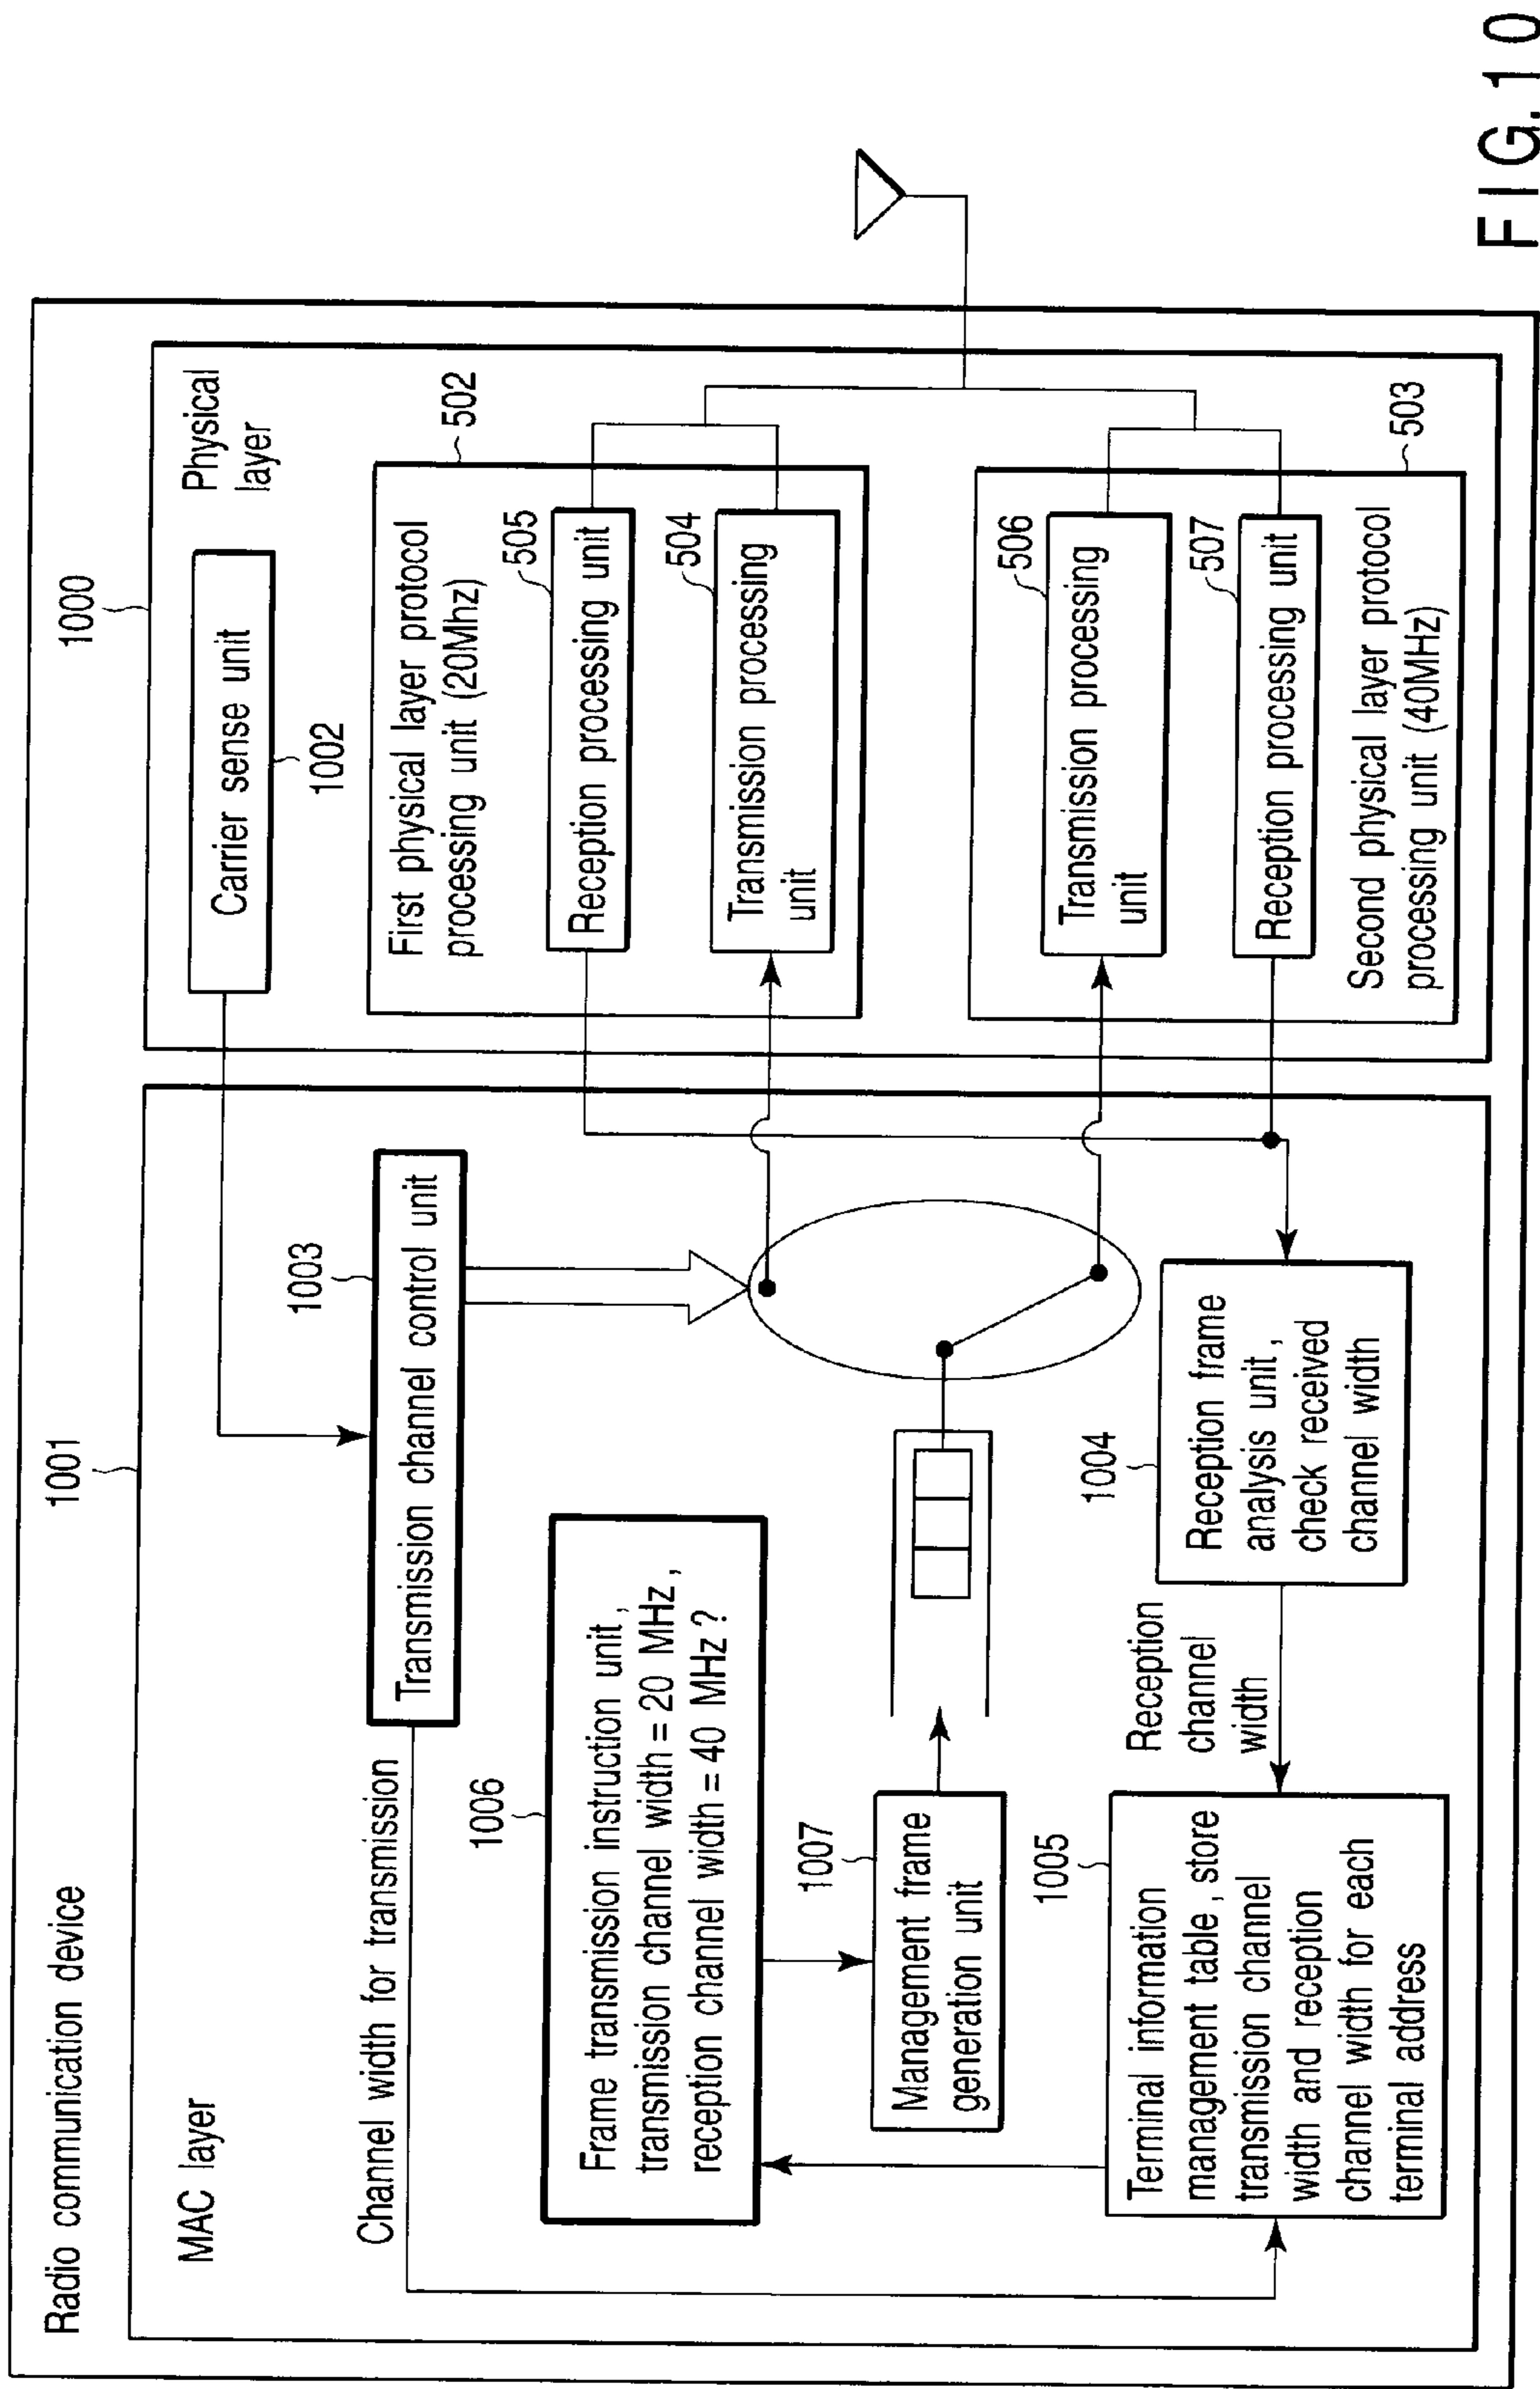 Radio communication device
1001
1000
MAC layer
Physical
layer
Carrier sense unit
1002
Channel width for transmission
1003
Transmission channel control unit
First physical layer protocol
processing unit (20Mhz)
502
505
Reception processing unit
504
Transmission processing
unit
1006
Frame transmission instruction unit,
transmission channel width = 20 MHz,
reception channel width = 40 MHz?
1007
Management frame
generation unit
506
Transmission processing
unit
507
Reception processing unit
503
Second physical layer protocol
processing unit (40MHz)
1005
Terminal information
management table, store
transmission channel
width and reception
channel width for each
terminal address
Reception
channel
width
1004
Reception frame
analysis unit,
check received
channel width
FIG. 10